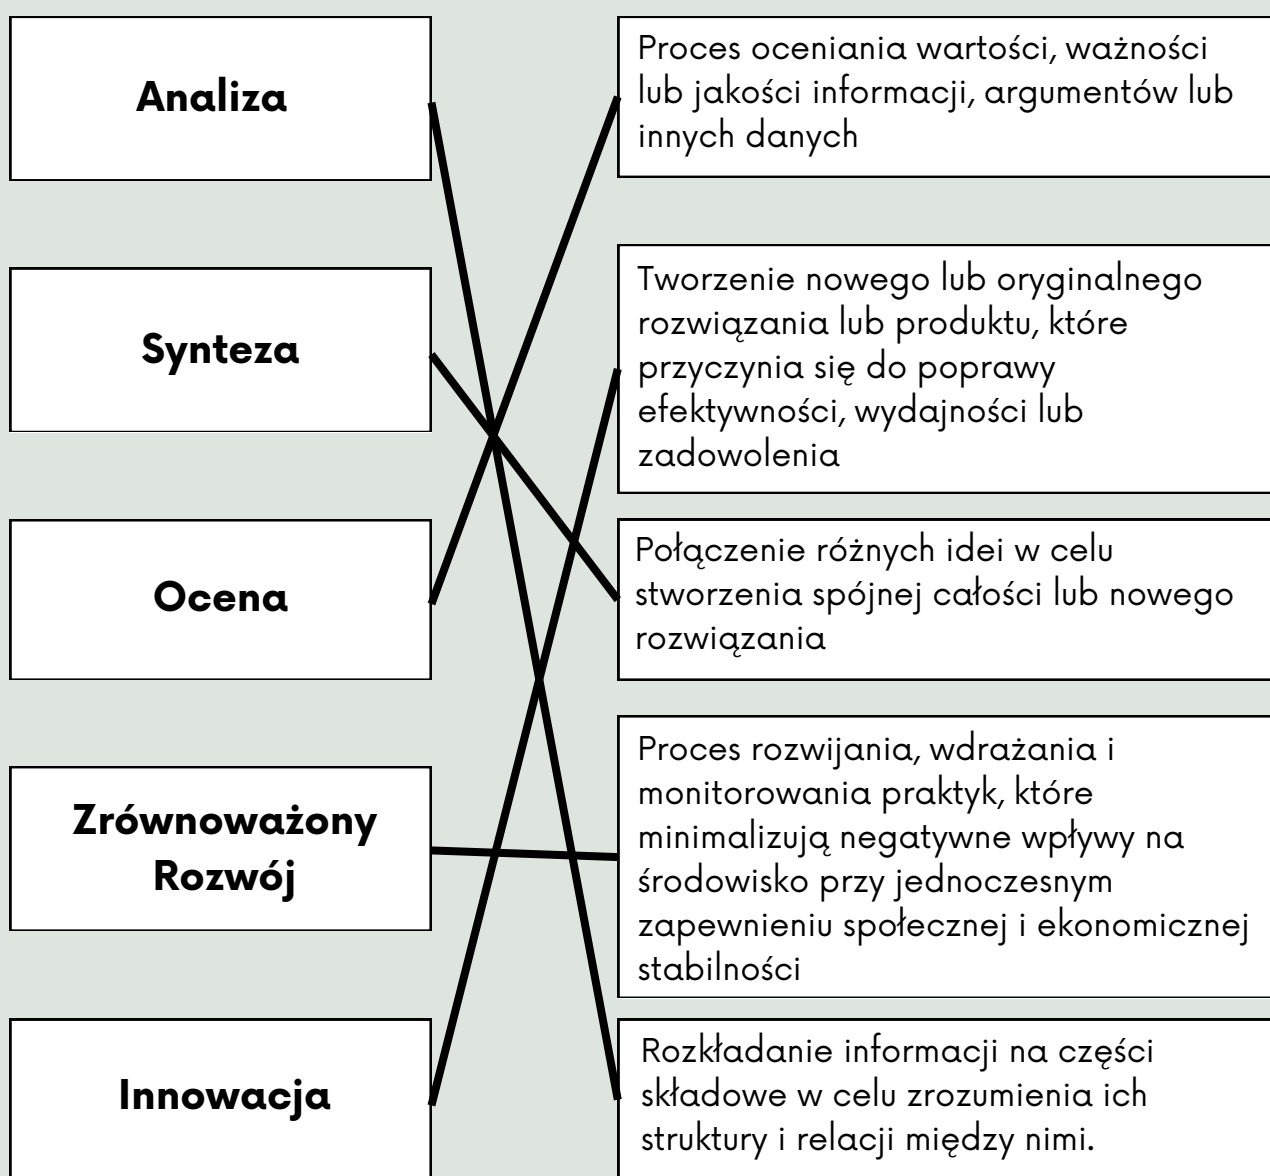 Analiza
Proces oceniania wartości, ważności
lub jakości informacji, argumentów lub
innych danych
Synteza
Tworzenie nowego lub oryginalnego
rozwiązania lub produktu, które
przyczynia się do poprawy
efektywności, wydajności lub
zadowolenia
Ocena
Połączenie różnych idei w celu
stworzenia spójnej całości lub nowego
rozwiązania
Zrównoważony
Rozwój
Proces rozwijania, wdrażania i
monitorowania praktyk, które
minimalizują negatywne wpływy na
środowisko przy jednoczesnym
zapewnieniu społecznej i ekonomicznej
stabilności
Innowacja
Rozkładanie informacji na części
składowe w celu zrozumienia ich
struktury i relacji między nimi.